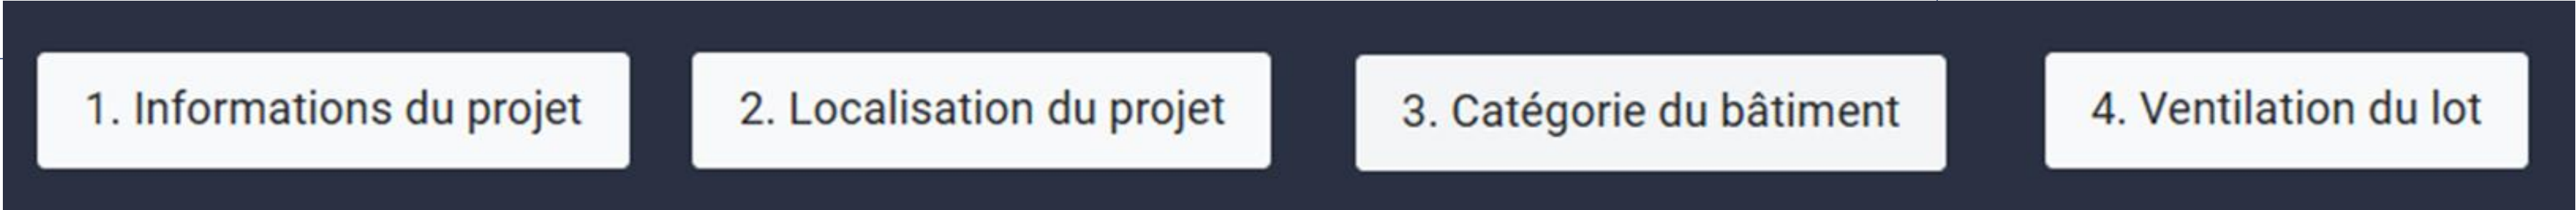 1. Informations du projet
2. Localisation du projet
3. Catégorie du bâtiment
4. Ventilation du lot